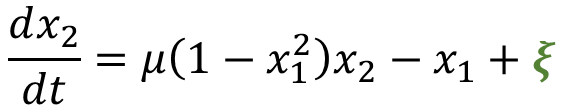 dx₂/dt = μ(1 − x₁²)x₂ − x₁ + ξ